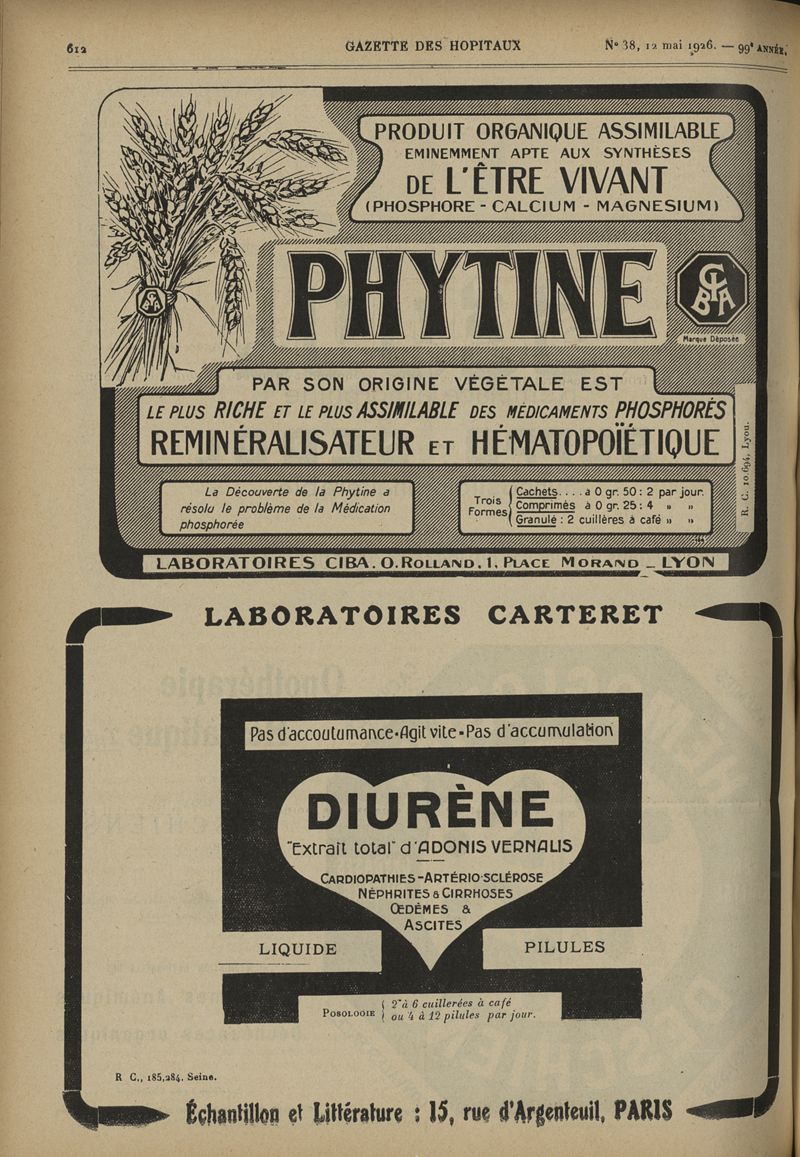 612
GAZETTE DES HOPITAUX
N° 38, 12 mai 1926. — 99e ANNÉE.
PRODUIT ORGANIQUE ASSIMILABLE
EMINEMMENT APTE AUX SYNTHÈSES
DE L'ÊTRE VIVANT
(PHOSPHORE - CALCIUM - MAGNESIUM)
PHYTINE
CIBA
CIBA
Marque Déposée
PAR SON ORIGINE VÉGÉTALE EST
LE PLUS RICHE ET LE PLUS ASSIMILABLE DES MÉDICAMENTS PHOSPHORÉS
REMINÉRALISATEUR ET HÉMATOPOÏÉTIQUE
R. C. 10.694, Lyon.
La Découverte de la Phytine a
résolu le problème de la Médication
phosphorée
Trois Formes
Cachets.... à 0 gr. 50 : 2 par jour.
Comprimés à 0 gr. 25 : 4 » »
Granulé : 2 cuillères à café » »
LABORATOIRES CIBA. O. ROLLAND, 1, PLACE MORAND _ LYON
LABORATOIRES CARTERET
Pas d'accoutumance - Agit vite - Pas d'accumulation
DIURÈNE
"Extrait total" d'ADONIS VERNALIS
CARDIOPATHIES - ARTÉRIO-SCLÉROSE
NÉPHRITES & CIRRHOSES
ŒDÈMES &
ASCITES
LIQUIDE
PILULES
POSOLOGIE
2 à 6 cuillerées à café
ou 4 à 12 pilules par jour.
R C., 185,284, Seine.
Échantillon et Littérature : 15, rue d'Argenteuil, PARIS